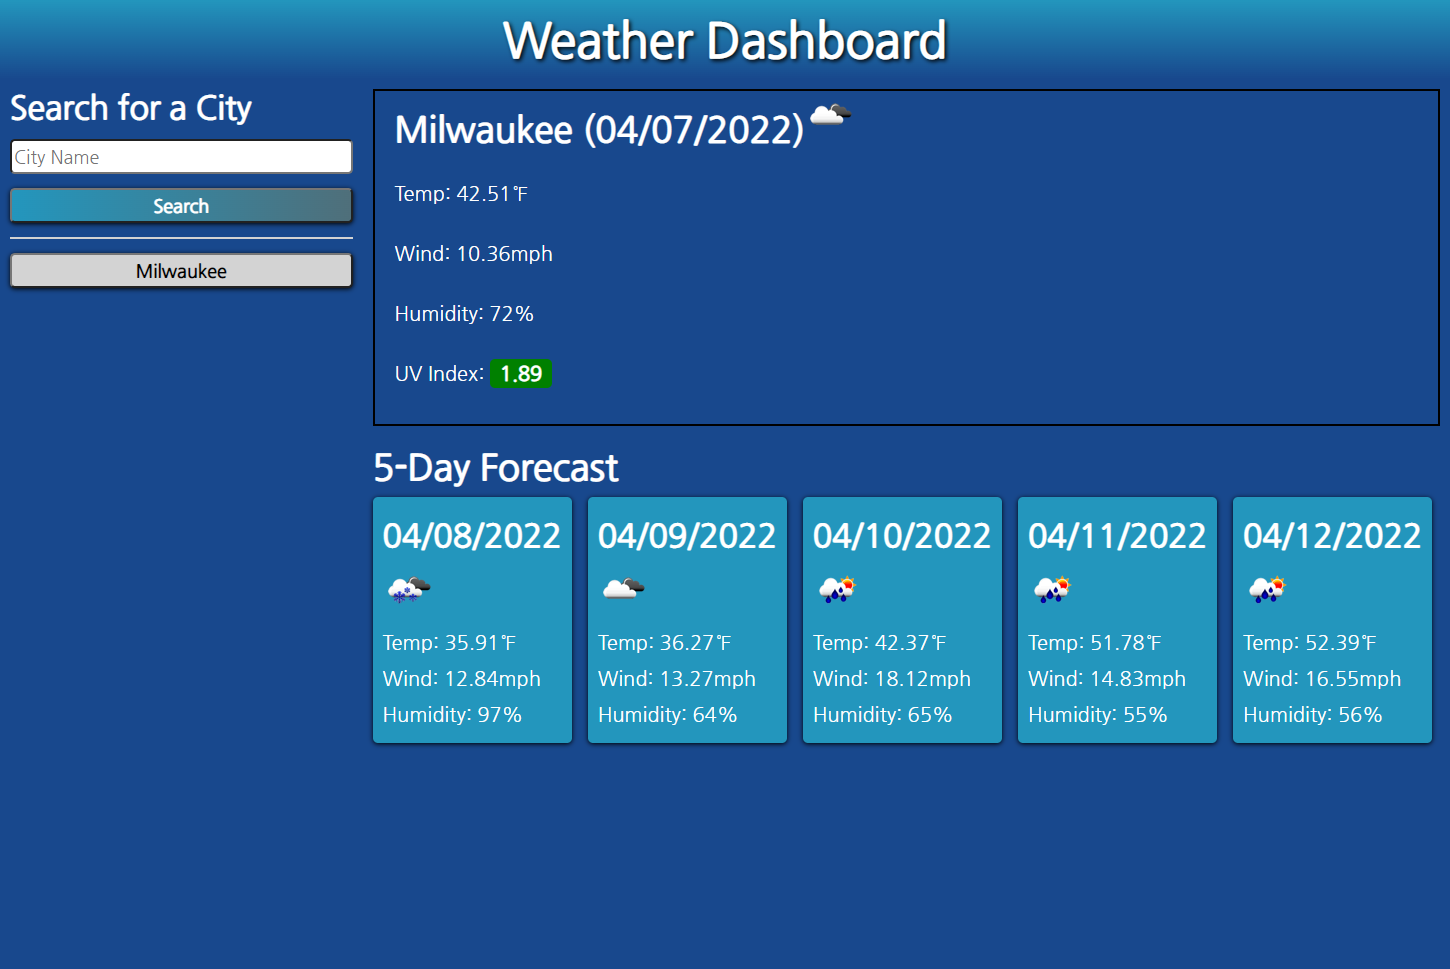 Weather Dashboard
Search for a City
City Name
Search
Milwaukee
Milwaukee (04/07/2022)
Temp: 42.51°F
Wind: 10.36mph
Humidity: 72%
UV Index: 1.89
5-Day Forecast
04/08/2022
Temp: 35.91°F
Wind: 12.84mph
Humidity: 97%
04/09/2022
Temp: 36.27°F
Wind: 13.27mph
Humidity: 64%
04/10/2022
Temp: 42.37°F
Wind: 18.12mph
Humidity: 65%
04/11/2022
Temp: 51.78°F
Wind: 14.83mph
Humidity: 55%
04/12/2022
Temp: 52.39°F
Wind: 16.55mph
Humidity: 56%